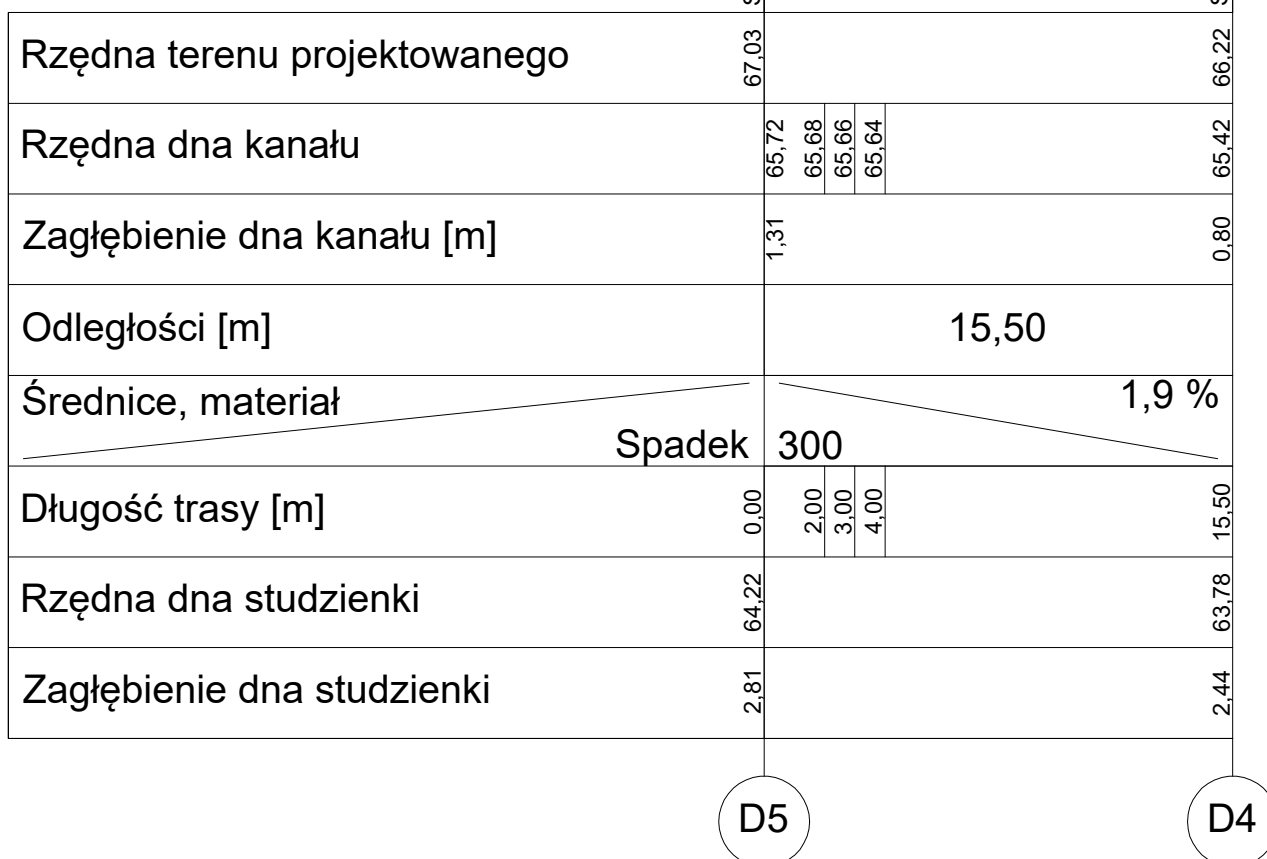 Rzędna terenu projektowanego 67,03 66,22
Rzędna dna kanału 65,72 65,68 65,66 65,64 65,42
Zagłębienie dna kanału [m] 1,31 0,80
Odległości [m] 15,50
Średnice, materiał 1,9 %
Spadek 300
Długość trasy [m] 0,00 2,00 3,00 4,00 15,50
Rzędna dna studzienki 64,22 63,78
Zagłębienie dna studzienki 2,81 2,44
D5 D4